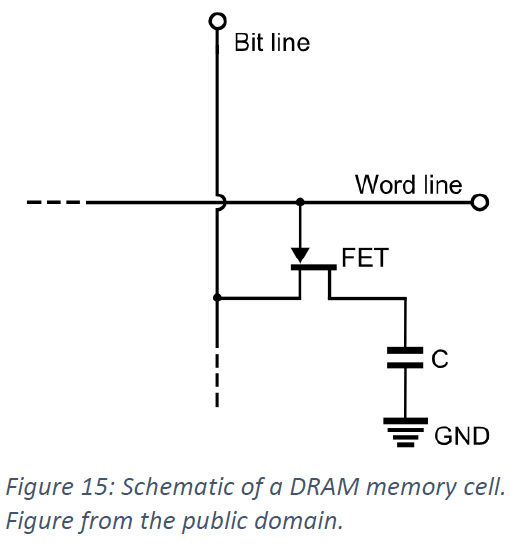 Bit line
Word line
FET
C
GND
Figure 15: Schematic of a DRAM memory cell.
Figure from the public domain.